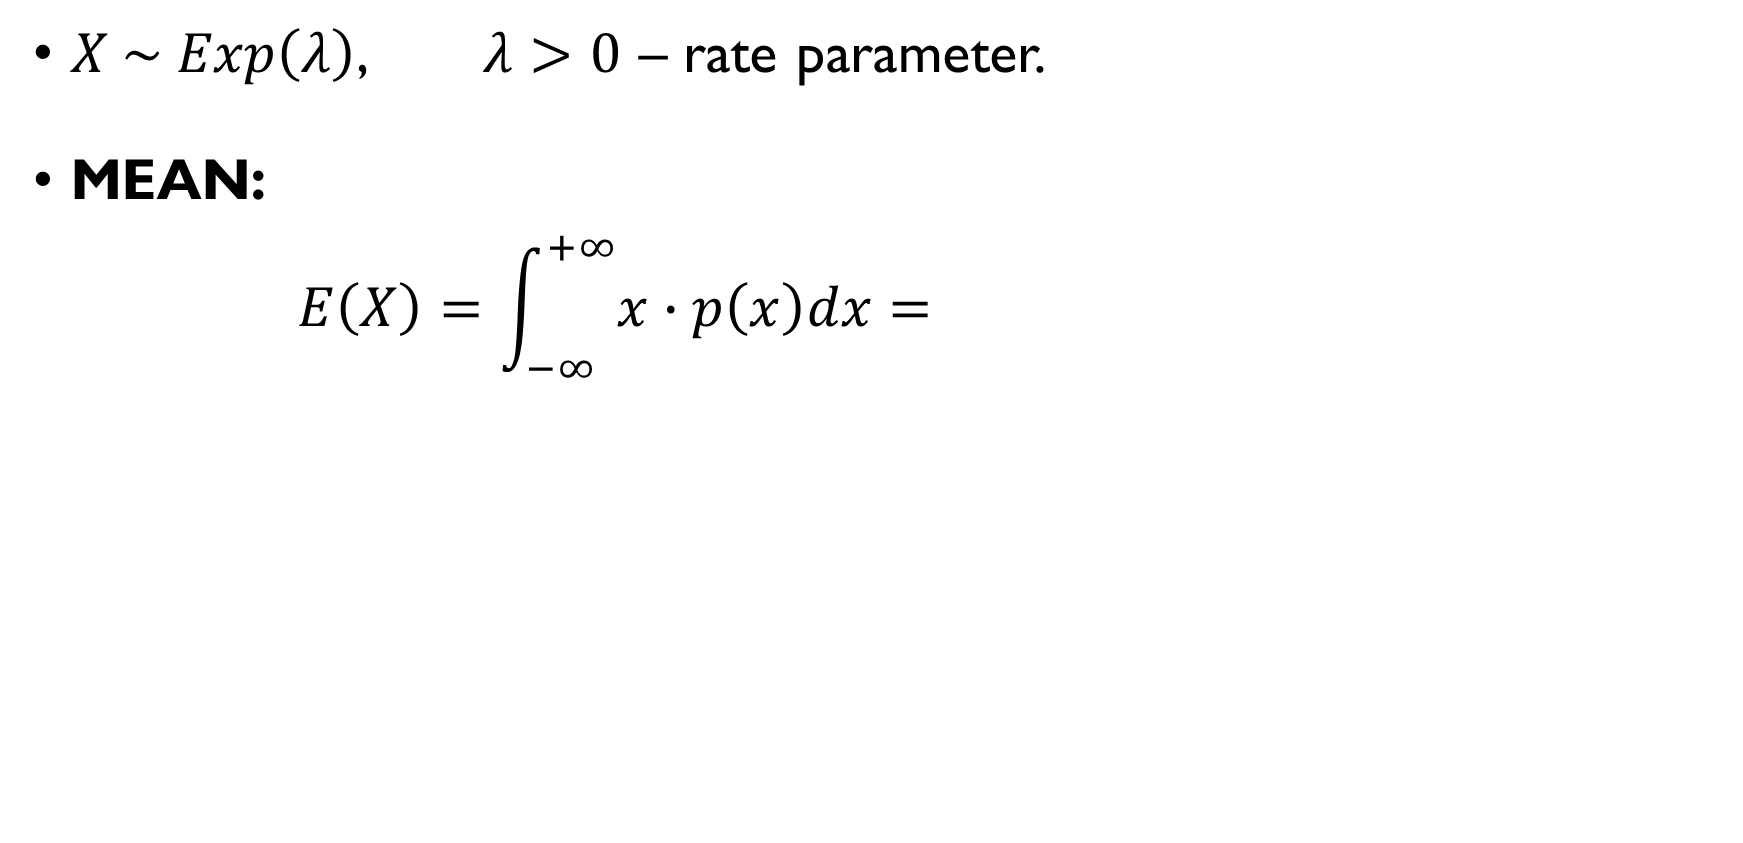 • X ~ Exp(λ), λ > 0 – rate parameter.
• MEAN:
E(X) = ∫_{−∞}^{+∞} x · p(x)dx =